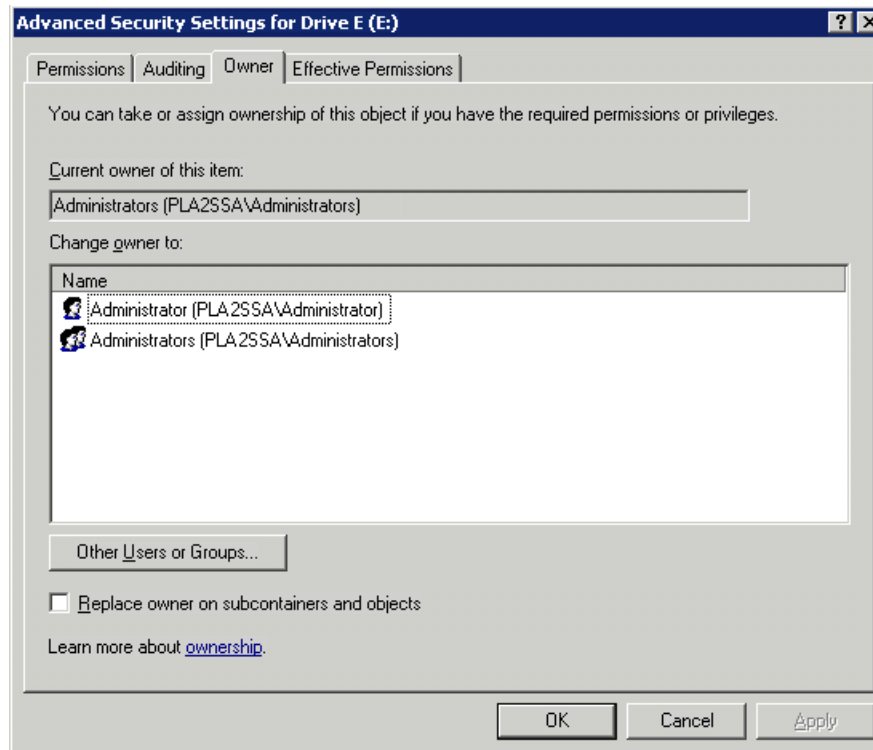 Advanced Security Settings for Drive E (E:)
Permissions Auditing Owner Effective Permissions
You can take or assign ownership of this object if you have the required permissions or privileges.
Current owner of this item:
Administrators (PLA2SSA\Administrators)
Change owner to:
Name
Administrator (PLA2SSA\Administrator)
Administrators (PLA2SSA\Administrators)
Other Users or Groups...
Replace owner on subcontainers and objects
Learn more about ownership.
OK Cancel Apply